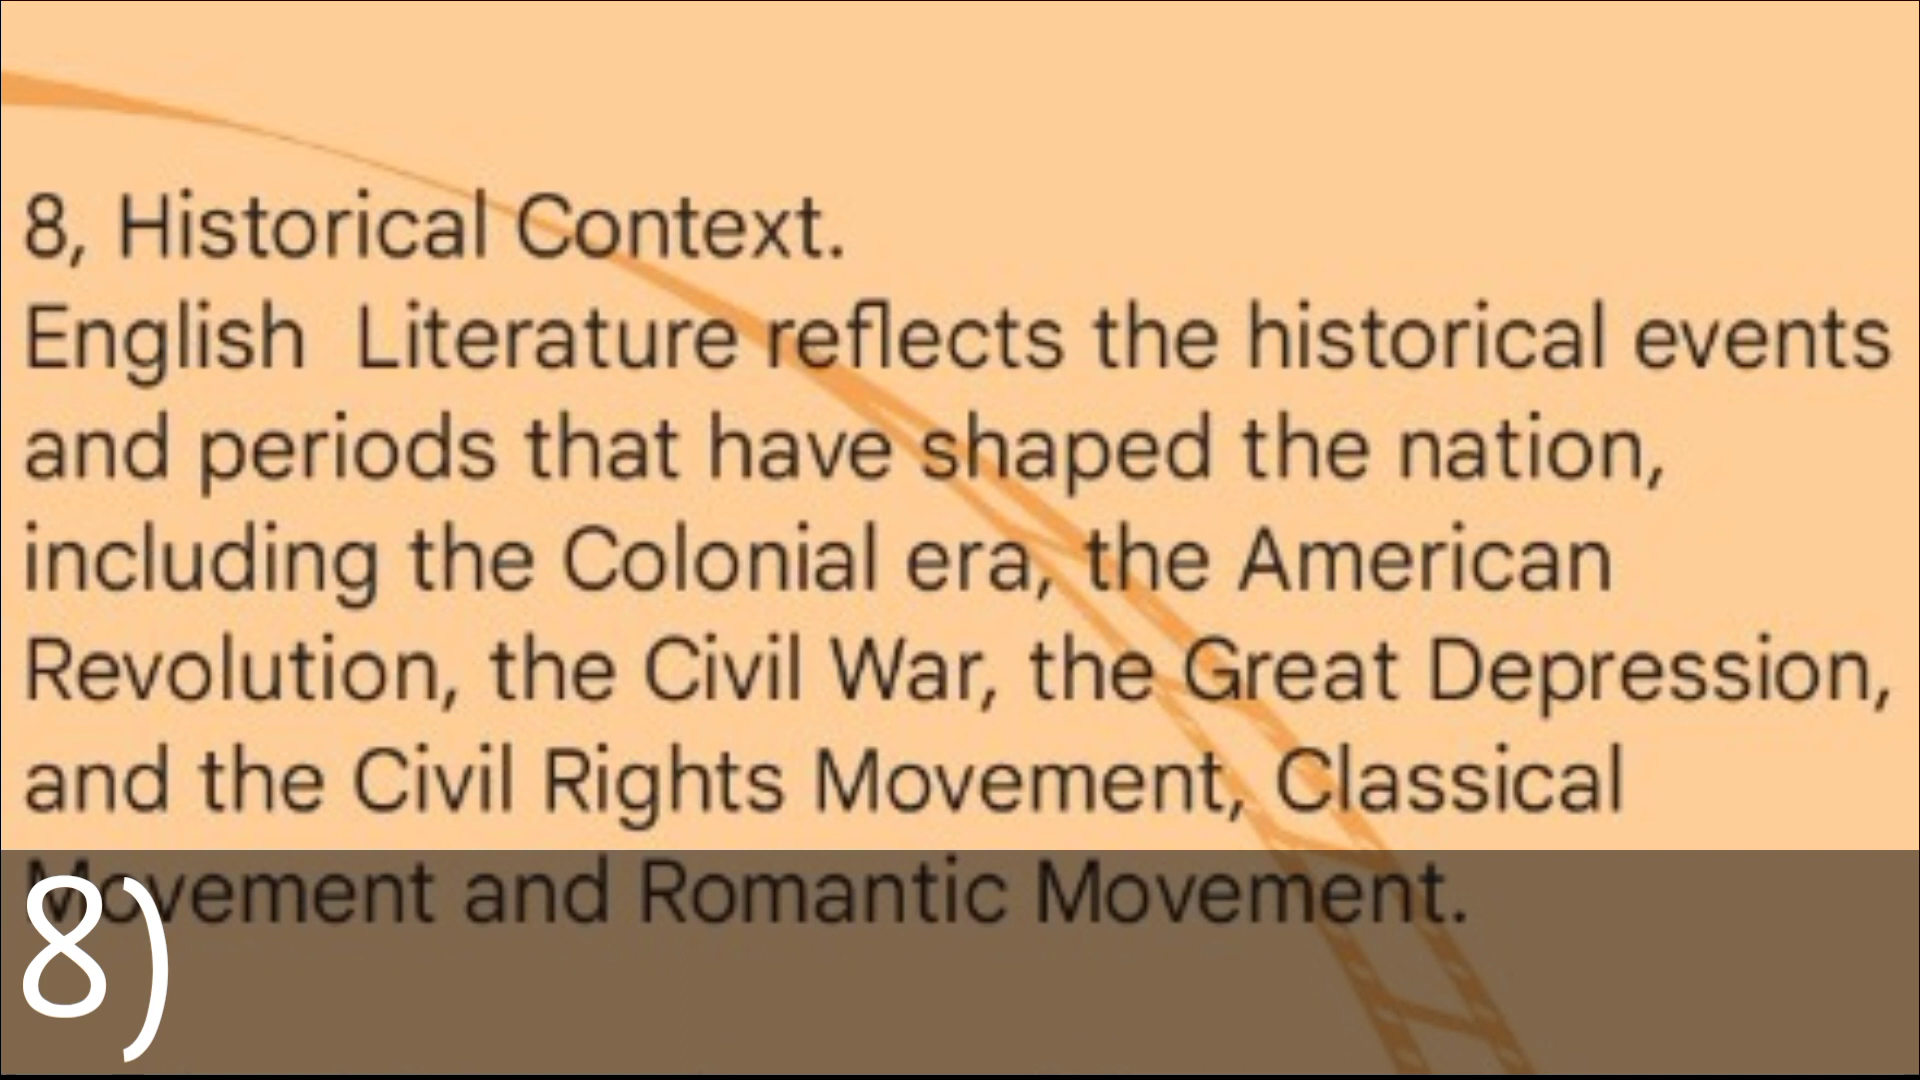 8, Historical Context.
English  Literature reflects the historical events
and periods that have shaped the nation,
including the Colonial era, the American
Revolution, the Civil War, the Great Depression,
and the Civil Rights Movement, Classical
Movement and Romantic Movement.
8)